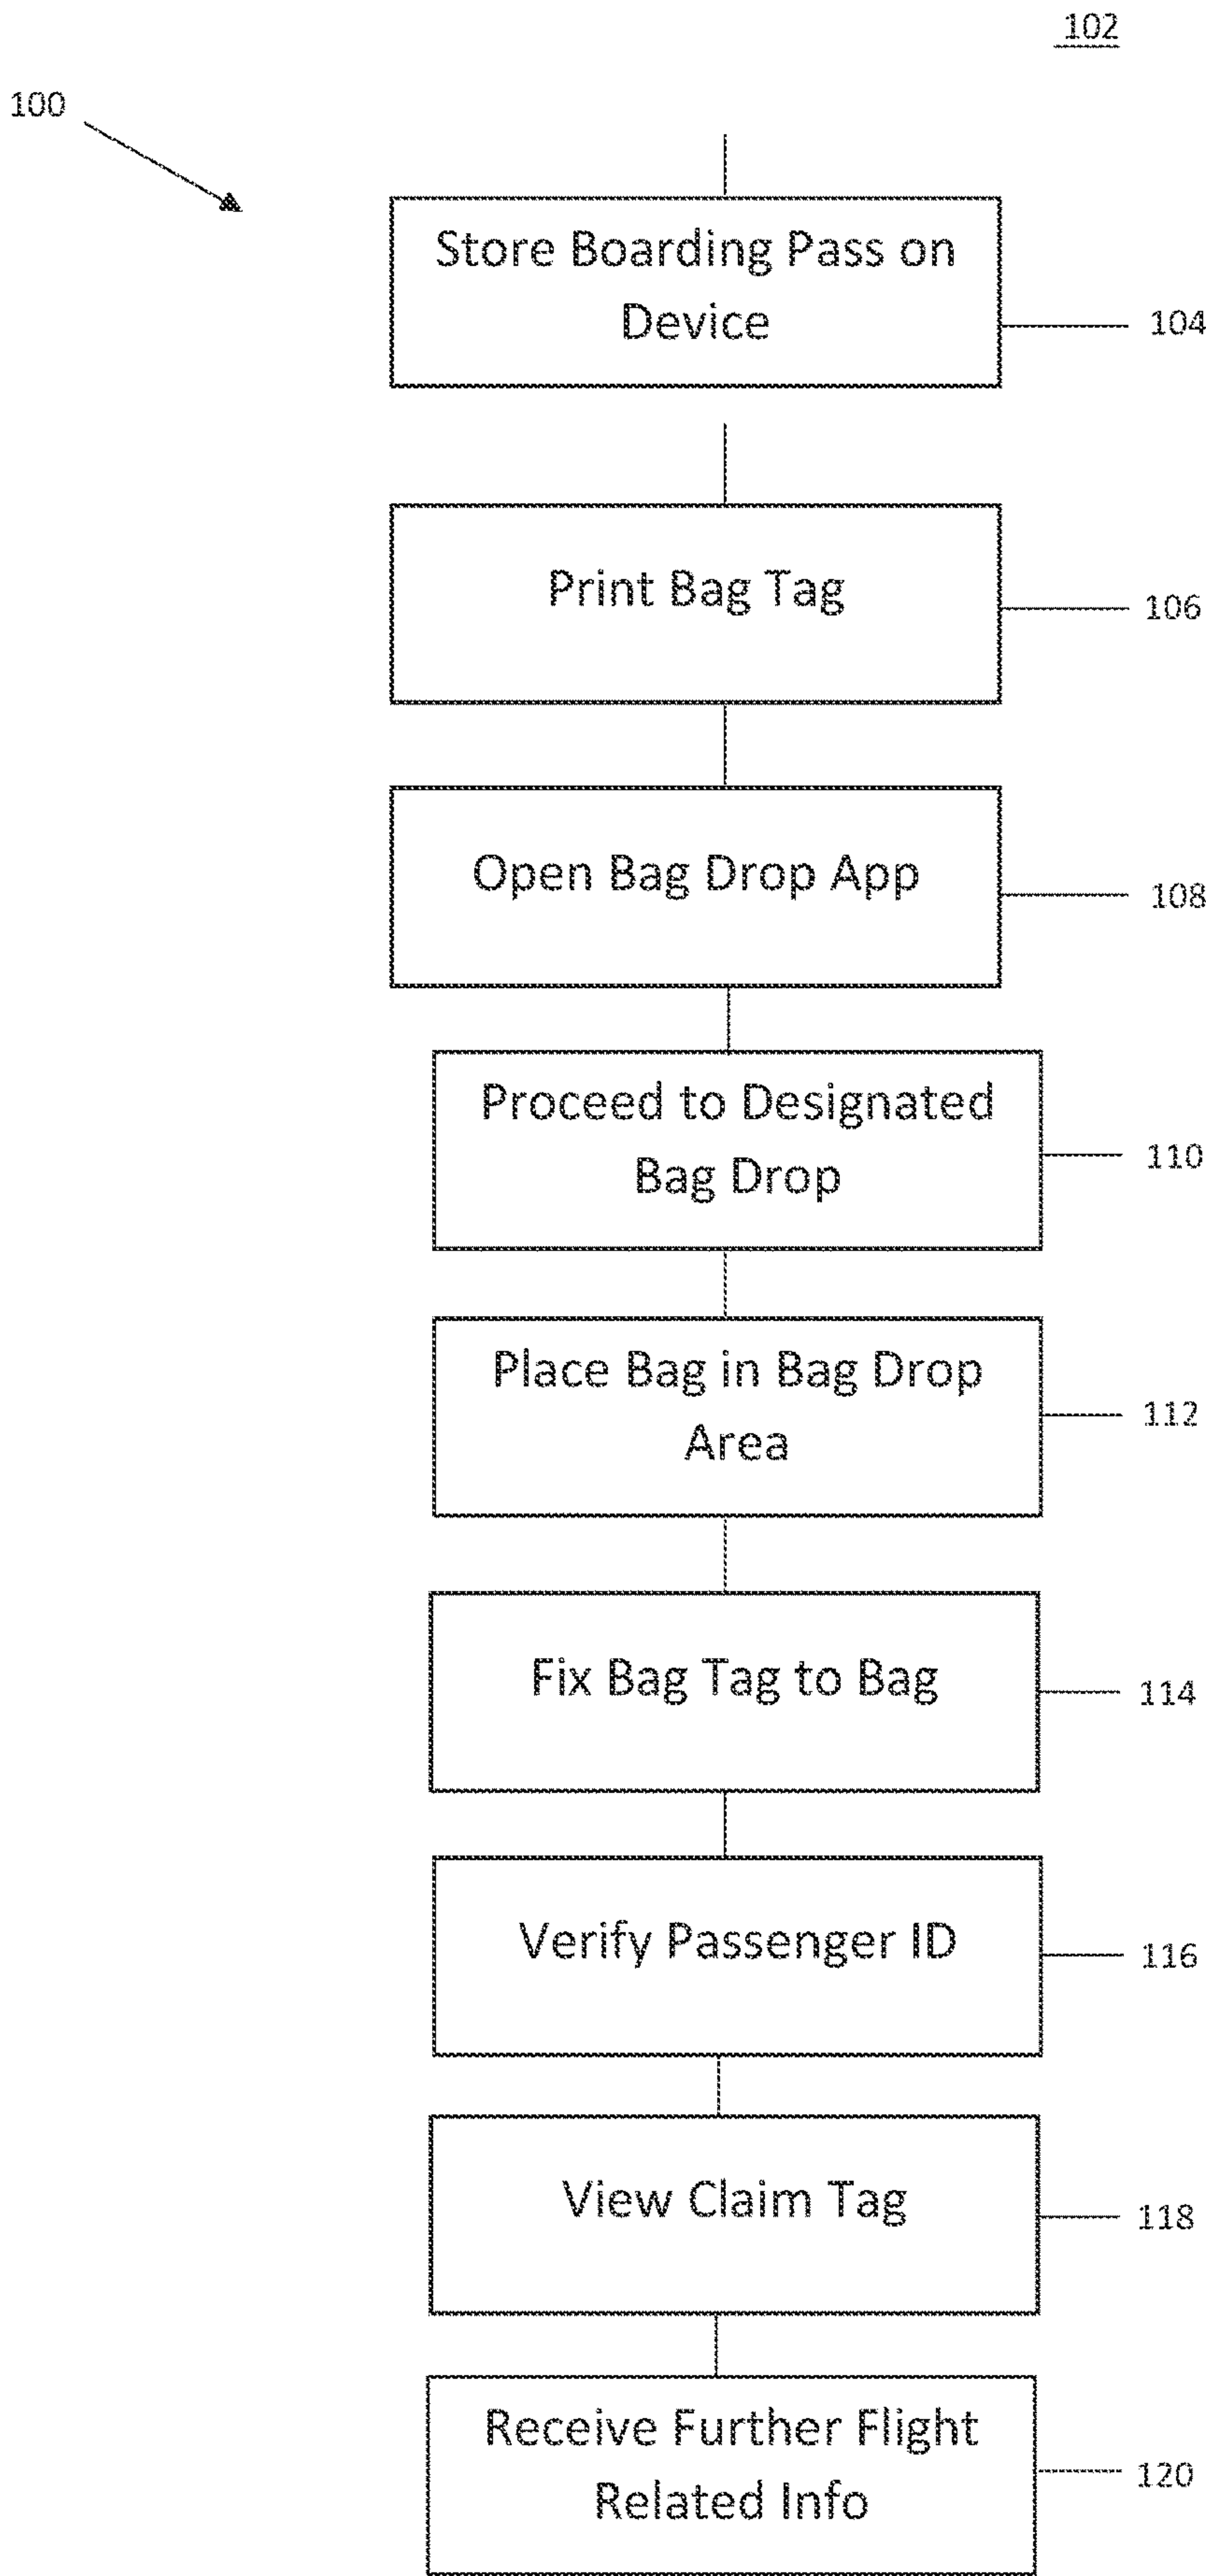 102
100
Store Boarding Pass on
Device
104
Print Bag Tag
106
Open Bag Drop App
108
Proceed to Designated
Bag Drop
110
Place Bag in Bag Drop
Area
112
Fix Bag Tag to Bag
114
Verify Passenger ID
116
View Claim Tag
118
Receive Further Flight
Related Info
120